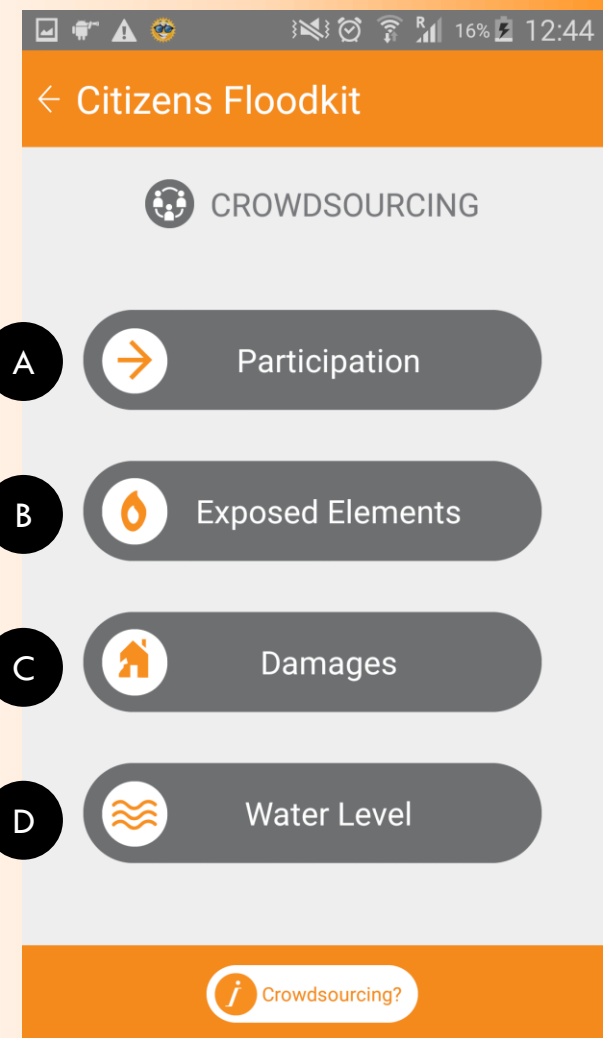 16% 12:44
← Citizens Floodkit
CROWDSOURCING
A Participation
B Exposed Elements
C Damages
D Water Level
i Crowdsourcing?